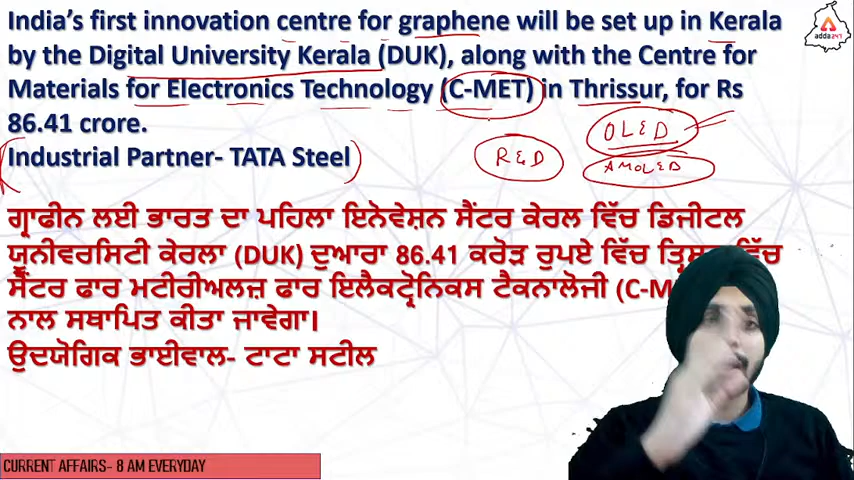 India's first innovation centre for graphene will be set up in Kerala
by the Digital University Kerala (DUK), along with the Centre for
Materials for Electronics Technology (C-MET) in Thrissur, for Rs
86.41 crore.
Industrial Partner- TATA Steel
R&D
OLED
AMOLED
adda247
ਗ੍ਰਾਫੀਨ ਲਈ ਭਾਰਤ ਦਾ ਪਹਿਲਾ ਇਨੋਵੇਸ਼ਨ ਸੈਂਟਰ ਕੇਰਲ ਵਿੱਚ ਡਿਜੀਟਲ
ਯੂਨੀਵਰਸਿਟੀ ਕੇਰਲਾ (DUK) ਦੁਆਰਾ 86.41 ਕਰੋੜ ਰੁਪਏ ਵਿੱਚ ਵਿੱਚ
ਸੈਂਟਰ ਫਾਰ ਮਟੀਰੀਅਲਜ਼ ਫਾਰ ਇਲੈਕਟ੍ਰੋਨਿਕਸ ਟੈਕਨਾਲੋਜੀ
ਨਾਲ ਸਥਾਪਿਤ ਕੀਤਾ ਜਾਵੇਗਾ।
ਉਦਯੋਗਿਕ ਭਾਈਵਾਲ- ਟਾਟਾ ਸਟੀਲ
CURRENT AFFAIRS- 8 AM EVERYDAY